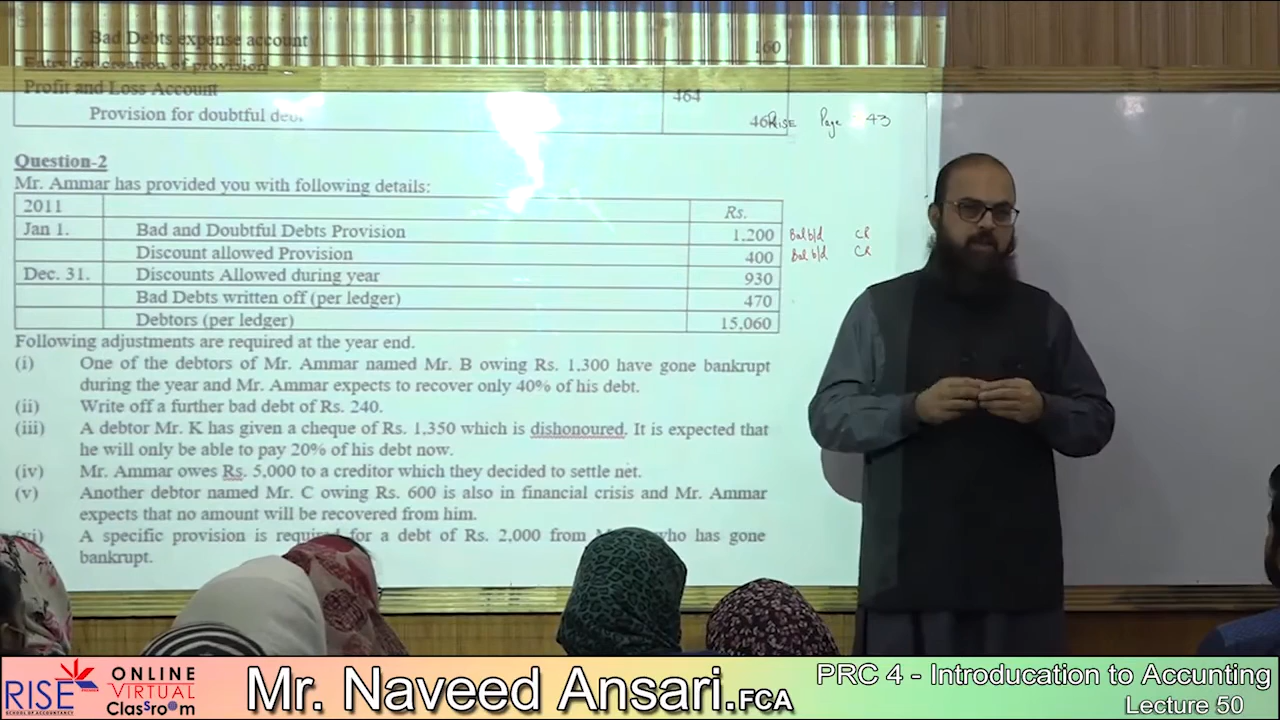 Bad Debts expense account 160
Entry for creation of provision
Profit and Loss Account 464
Provision for doubtful
RISE Page 43
Question-2
Mr. Ammar has provided you with following details:
2011 Rs.
Jan 1. Bad and Doubtful Debts Provision 1,200 Bal b/d CR
Discount allowed Provision 400 Bal b/d CR
Dec. 31. Discounts Allowed during year 930
Bad Debts written off (per ledger) 470
Debtors (per ledger) 15,060
Following adjustments are required at the year end.
(i) One of the debtors of Mr. Ammar named Mr. B owing Rs. 1,300 have gone bankrupt
during the year and Mr. Ammar expects to recover only 40% of his debt.
(ii) Write off a further bad debt of Rs. 240.
(iii) A debtor Mr. K has given a cheque of Rs. 1,350 which is dishonoured. It is expected that
he will only be able to pay 20% of his debt now.
(iv) Mr. Ammar owes Rs. 5,000 to a creditor which they decided to settle net.
(v) Another debtor named Mr. C owing Rs. 600 is also in financial crisis and Mr. Ammar
expects that no amount will be recovered from him.
A specific provision is required for a debt of Rs. 2,000 from who has gone
bankrupt.
RISE
SCHOOL OF ACCOUNTANCY
ONLINE
VIRTUAL
Classroom
Mr. Naveed Ansari.FCA
PRC 4 - Introducation to Accunting
Lecture 50